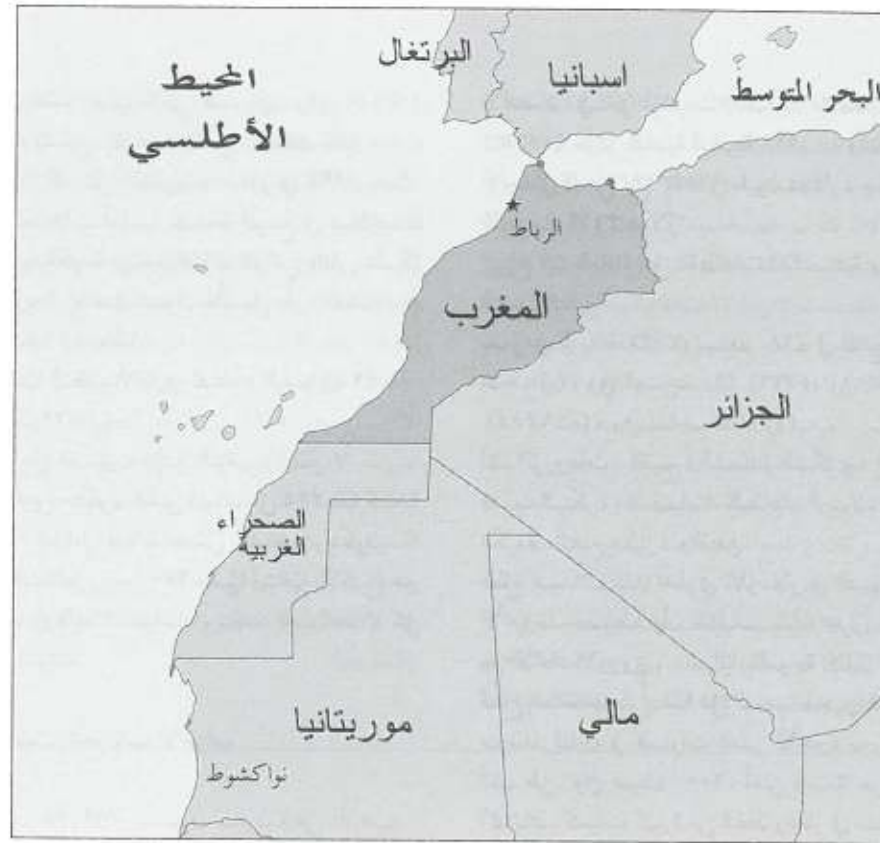 البرتغال
اسبانيا
المحيط
الأطلسي
البحر المتوسط
الرباط
المغرب
الجزائر
الصحراء
الغربية
موريتانيا
مالي
نواكشوط